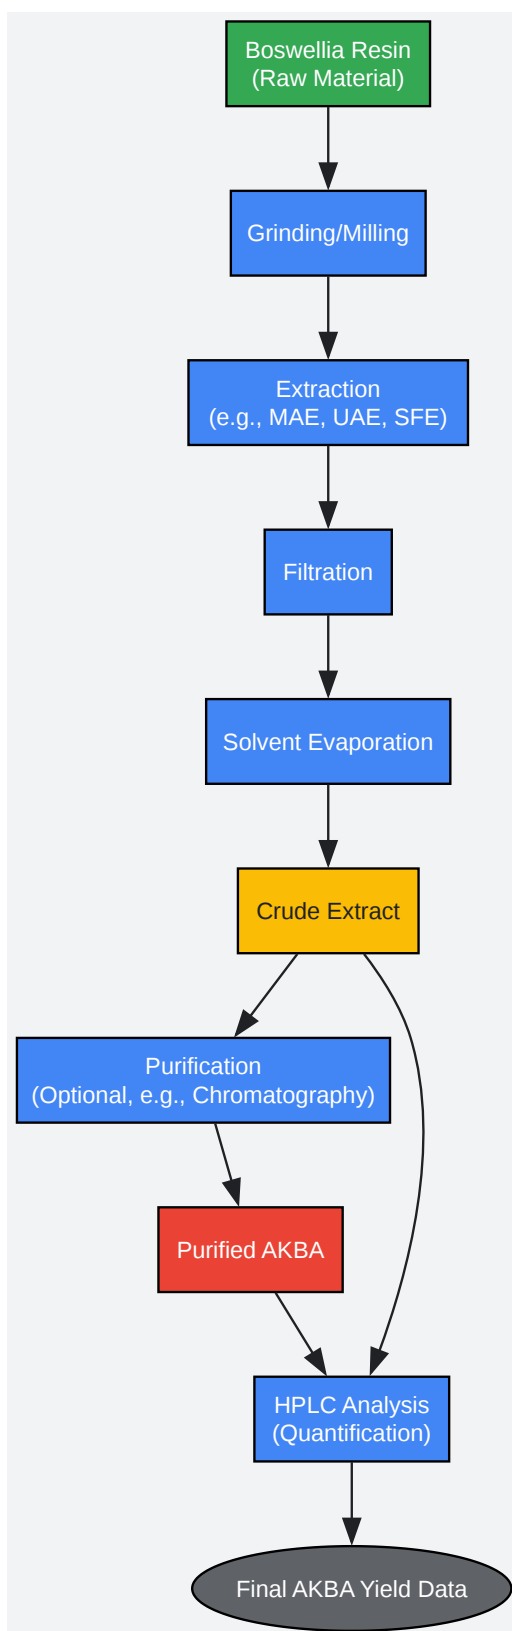 Boswellia Resin
(Raw Material)
Grinding/Milling
Extraction
(e.g., MAE, UAE, SFE)
Filtration
Solvent Evaporation
Crude Extract
Purification
(Optional, e.g., Chromatography)
Purified AKBA
HPLC Analysis
(Quantification)
Final AKBA Yield Data